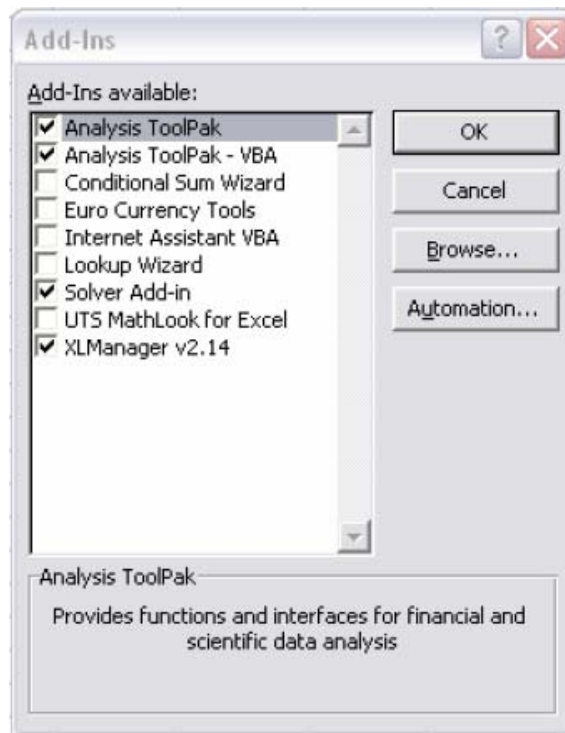 Add-Ins
?
Add-Ins available:
Analysis ToolPak
Analysis ToolPak - VBA
Conditional Sum Wizard
Euro Currency Tools
Internet Assistant VBA
Lookup Wizard
Solver Add-in
UTS MathLook for Excel
XLManager v2.14
OK
Cancel
Browse...
Automation...
Analysis ToolPak
Provides functions and interfaces for financial and
scientific data analysis